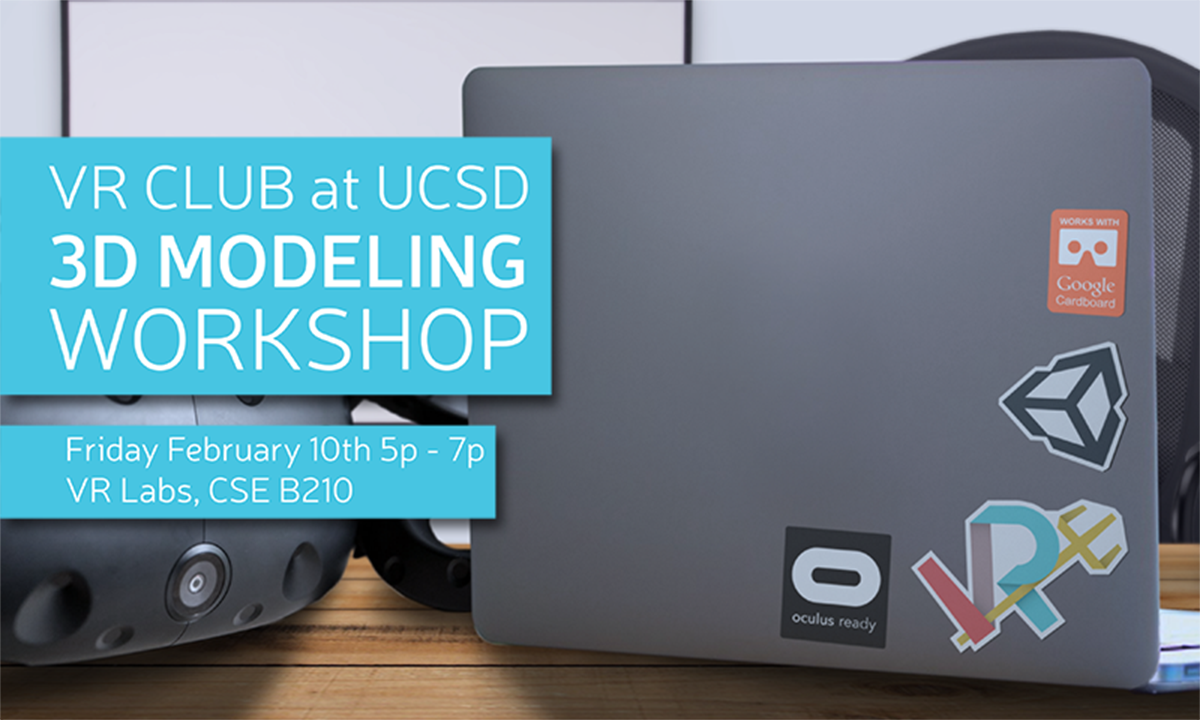 VR CLUB at UCSD
3D MODELING
WORKSHOP
Friday February 10th 5p - 7p
VR Labs, CSE B210
WORKS WITH
Google
Cardboard
VR
oculus ready